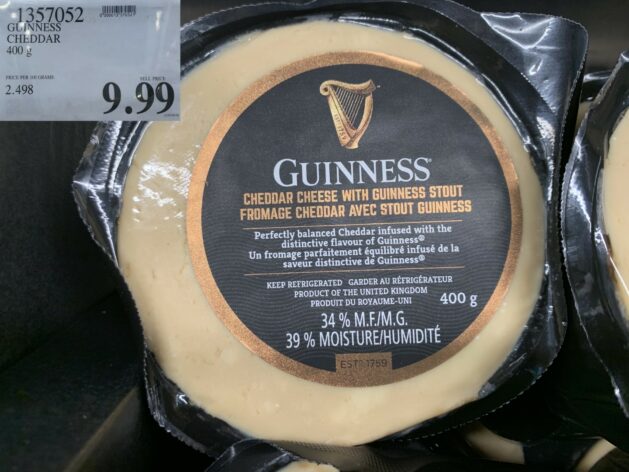 1357052
GUINNESS
CHEDDAR
400 g
PRICE PER 100 GRAMS
SELL PRICE
2.498
9.99
GUINNESS®
CHEDDAR CHEESE WITH GUINNESS STOUT
FROMAGE CHEDDAR AVEC STOUT GUINNESS
Perfectly balanced Cheddar infused with the
distinctive flavour of Guinness®
Un fromage parfaitement équilibré infusé de la
saveur distinctive de Guinness®
KEEP REFRIGERATED GARDER AU RÉFRIGÉRATEUR
PRODUCT OF THE UNITED KINGDOM
PRODUIT DU ROYAUME-UNI
400 g
34 % M.F./M.G.
39 % MOISTURE/HUMIDITÉ
ESTD 1759